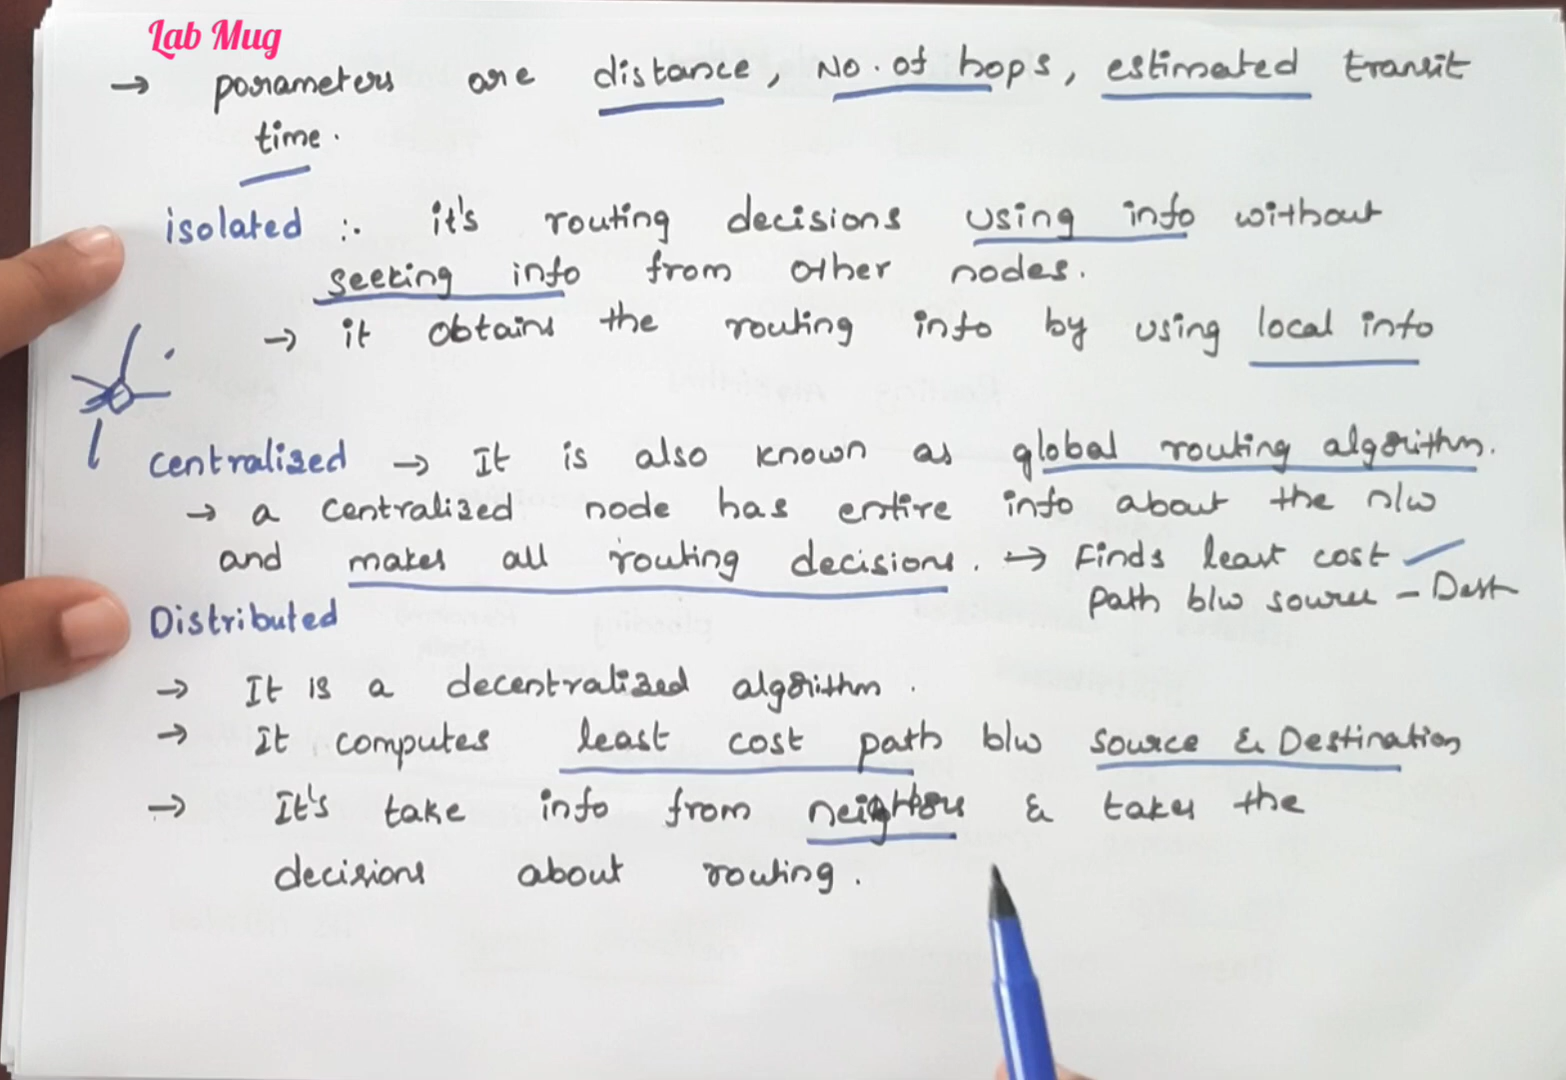 Lab Mug
→ parameters are distance, No. of hops, estimated transit
time.
isolated :. it's routing decisions using info without
seeking info from other nodes.
→ it obtains the routing info by using local info
centralized → It is also known as global routing algorithm.
→ a centralized node has entire info about the n/w
and makes all routing decisions. → Finds least cost
path b/w source - Dest
Distributed
→ It is a decentralized algorithm.
→ It computes least cost path b/w source & Destination
→ It's take info from neighbors & takes the
decisions about routing.